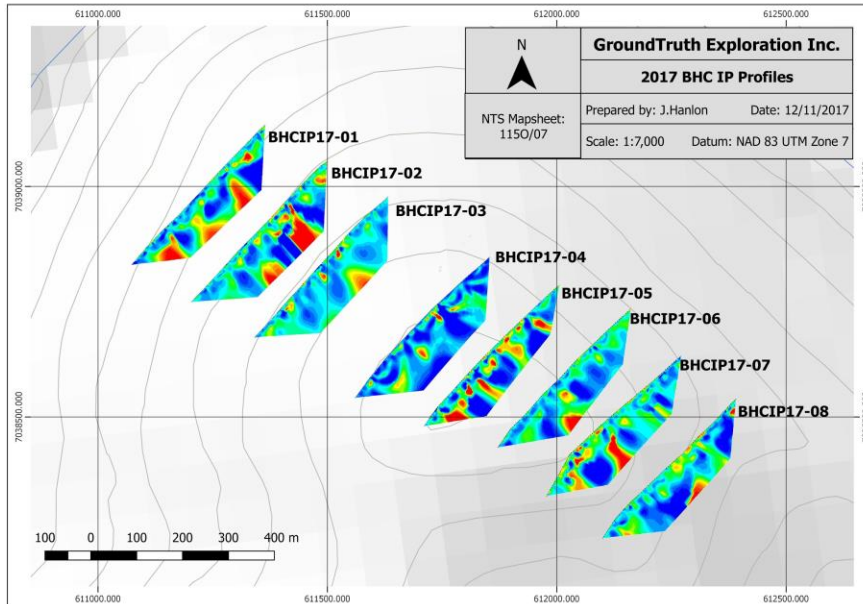 611000.000 611500.000 612000.000 612500.000
N
NTS Mapsheet:
115O/07
GroundTruth Exploration Inc.
2017 BHC IP Profiles
Prepared by: J.Hanlon Date: 12/11/2017
Scale: 1:7,000 Datum: NAD 83 UTM Zone 7
BHCIP17-01
BHCIP17-02
7039000.000
BHCIP17-03
BHCIP17-04
BHCIP17-05
BHCIP17-06
BHCIP17-07
BHCIP17-08
7038500.000
100 0 100 200 300 400 m
611000.000 611500.000 612000.000 612500.000